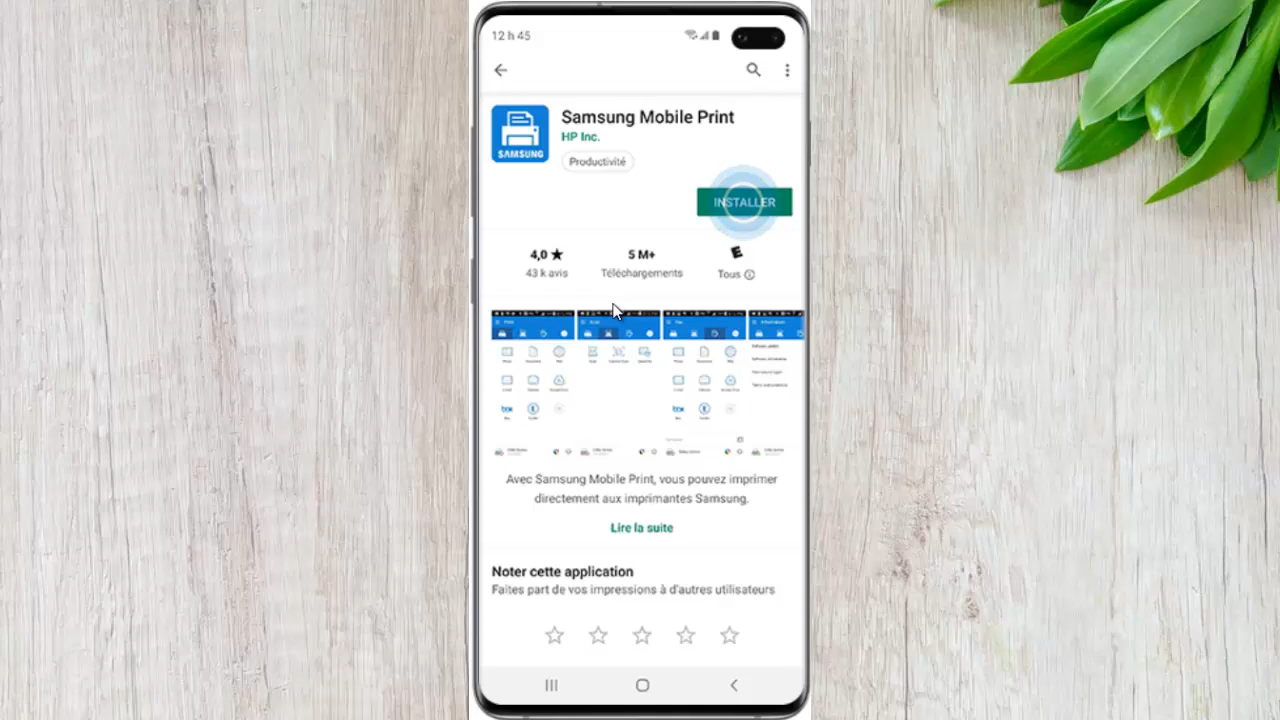 12 h 45
Samsung Mobile Print
HP Inc.
SAMSUNG
Productivité
INSTALLER
4,0 ★
43 k avis
5 M+
Téléchargements
E
Tous
Avec Samsung Mobile Print, vous pouvez imprimer
directement aux imprimantes Samsung.
Lire la suite
Noter cette application
Faites part de vos impressions à d'autres utilisateurs